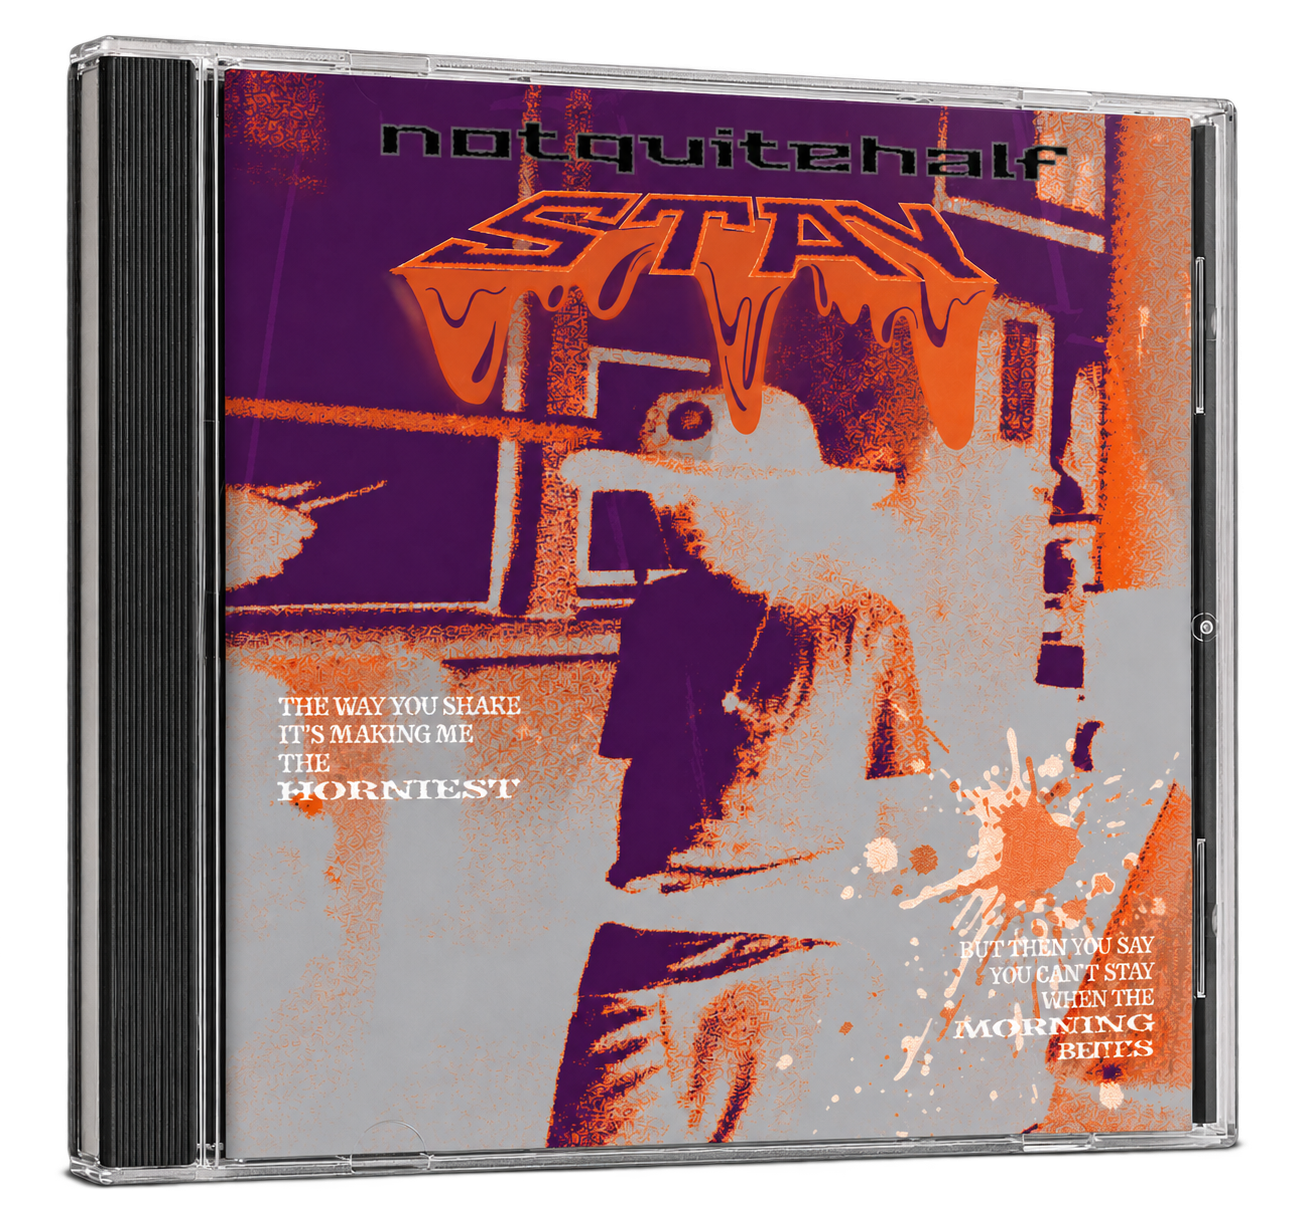 notquitehalf
STAY
THE WAY YOU SHAKE
IT'S MAKING ME
THE
HORNIEST
BUT THEN YOU SAY
YOU CAN'T STAY
WHEN THE
MORNING